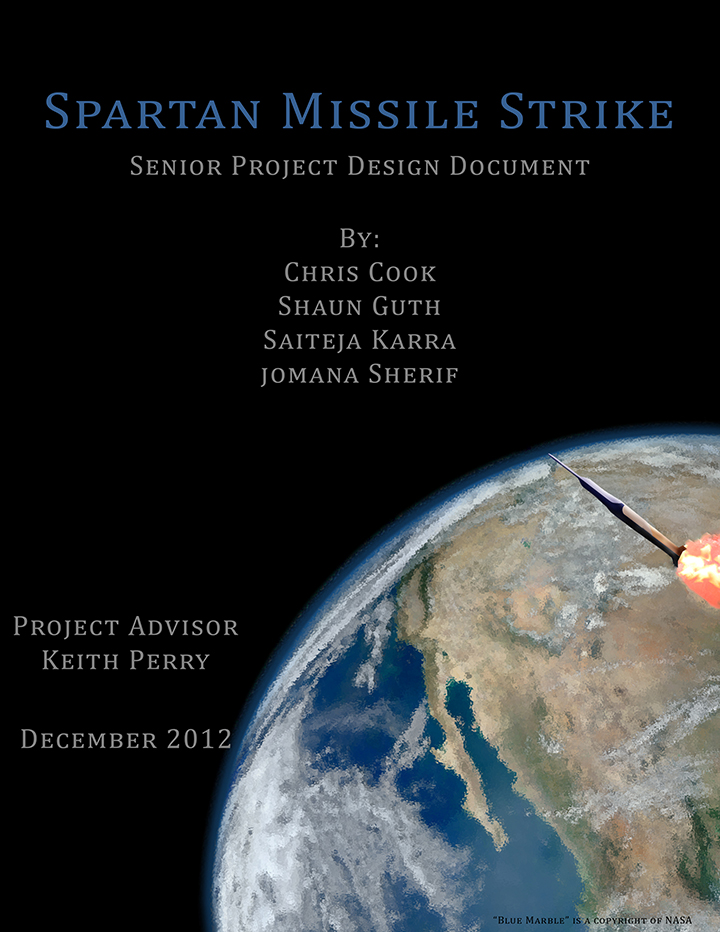 Spartan Missile Strike
Senior Project Design Document
By:
Chris Cook
Shaun Guth
Saiteja Karra
jomana Sherif
Project Advisor
Keith Perry
December 2012
"Blue Marble" is a copyright of NASA